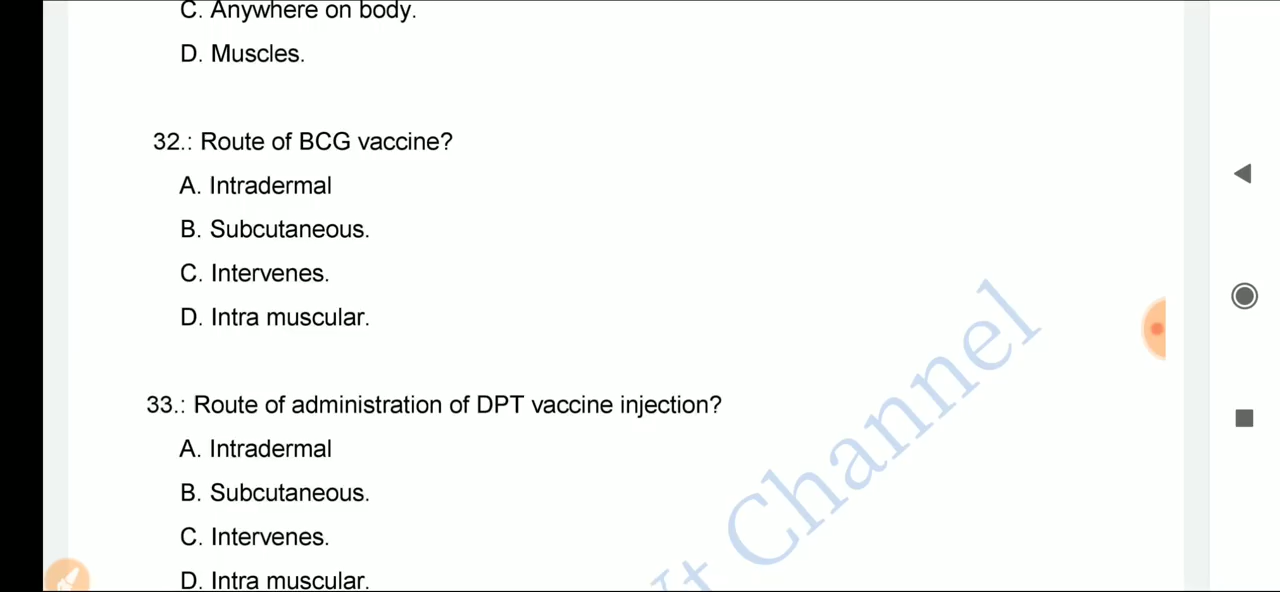 C. Anywhere on body.
D. Muscles.
32.: Route of BCG vaccine?
A. Intradermal
B. Subcutaneous.
C. Intervenes.
D. Intra muscular.
33.: Route of administration of DPT vaccine injection?
A. Intradermal
B. Subcutaneous.
C. Intervenes.
D. Intra muscular.
Channel